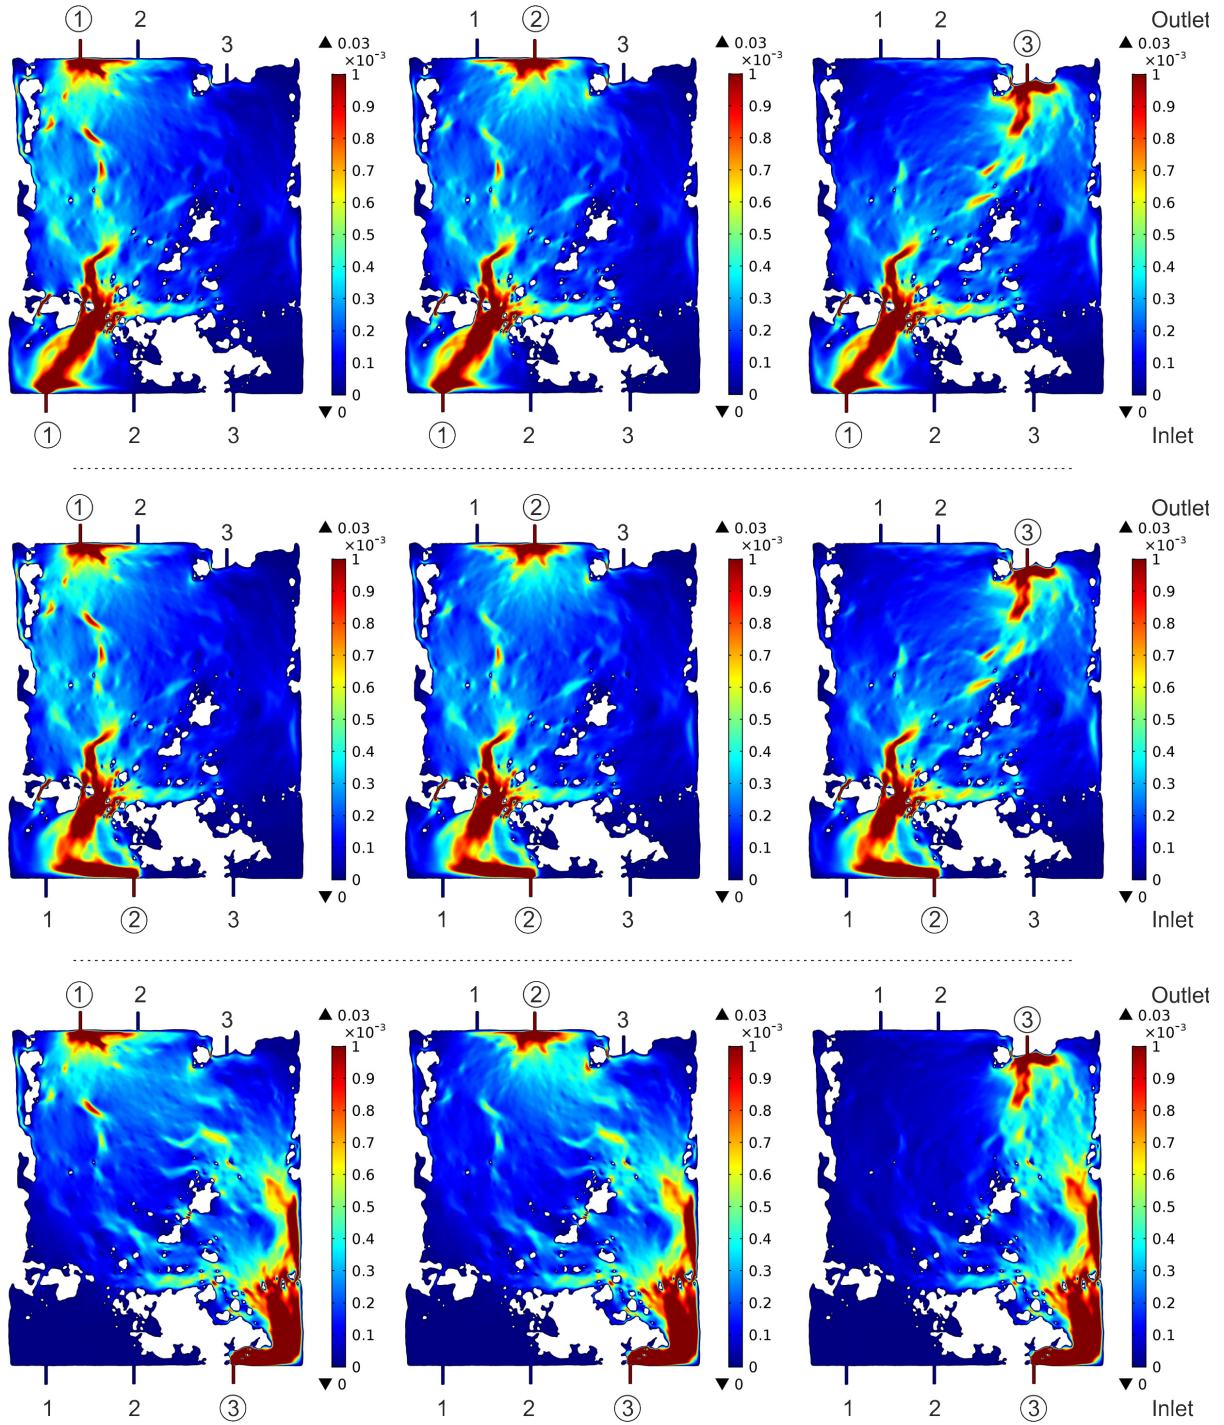 ① 2 3 1 ② 3 1 2 ③ Outlet
▲ 0.03 ▲ 0.03 ▲ 0.03
×10⁻³ ×10⁻³ ×10⁻³
1 1 1
0.9 0.9 0.9
0.8 0.8 0.8
0.7 0.7 0.7
0.6 0.6 0.6
0.5 0.5 0.5
0.4 0.4 0.4
0.3 0.3 0.3
0.2 0.2 0.2
0.1 0.1 0.1
0 0 0
▼ 0 ▼ 0 ▼ 0
① 2 3 ① 2 3 ① 2 3 Inlet
① 2 3 1 ② 3 1 2 ③ Outlet
▲ 0.03 ▲ 0.03 ▲ 0.03
×10⁻³ ×10⁻³ ×10⁻³
1 1 1
0.9 0.9 0.9
0.8 0.8 0.8
0.7 0.7 0.7
0.6 0.6 0.6
0.5 0.5 0.5
0.4 0.4 0.4
0.3 0.3 0.3
0.2 0.2 0.2
0.1 0.1 0.1
0 0 0
▼ 0 ▼ 0 ▼ 0
1 ② 3 1 ② 3 1 ② 3 Inlet
① 2 3 1 ② 3 1 2 ③ Outlet
▲ 0.03 ▲ 0.03 ▲ 0.03
×10⁻³ ×10⁻³ ×10⁻³
1 1 1
0.9 0.9 0.9
0.8 0.8 0.8
0.7 0.7 0.7
0.6 0.6 0.6
0.5 0.5 0.5
0.4 0.4 0.4
0.3 0.3 0.3
0.2 0.2 0.2
0.1 0.1 0.1
0 0 0
▼ 0 ▼ 0 ▼ 0
1 2 ③ 1 2 ③ 1 2 ③ Inlet